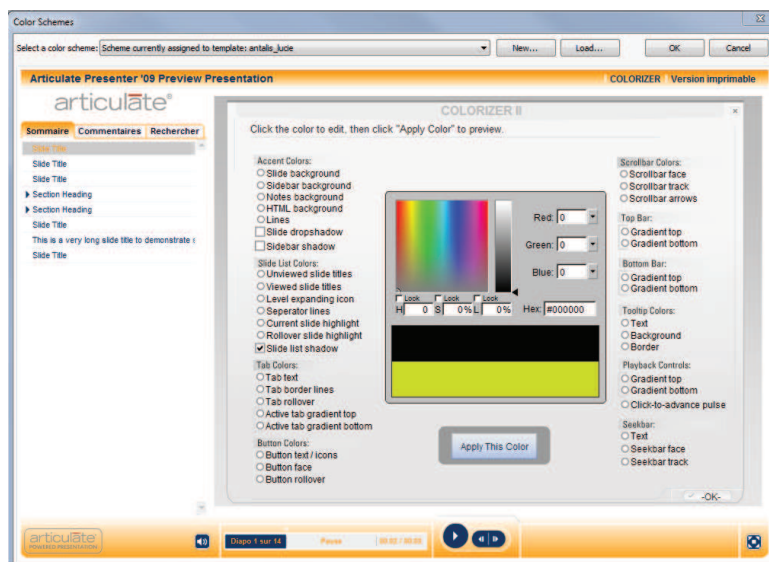 Color Schemes
Select a color scheme: Scheme currently assigned to template: antalis_lucie
New... Load... OK Cancel
Articulate Presenter '09 Preview Presentation
COLORIZER Version imprimable
articulate®
Sommaire Commentaires Rechercher
Slide Title
Slide Title
Slide Title
Section Heading
Section Heading
Slide Title
This is a very long slide title to demonstrate
Slide Title
COLORIZER II
Click the color to edit, then click "Apply Color" to preview.
Accent Colors:
Slide background
Sidebar background
Notes background
HTML background
Lines
Slide dropshadow
Sidebar shadow
Slide List Colors:
Unviewed slide titles
Viewed slide titles
Level expanding icon
Seperator lines
Current slide highlight
Rollover slide highlight
Slide list shadow
Tab Colors:
Tab text
Tab border lines
Tab rollover
Active tab gradient top
Active tab gradient bottom
Button Colors:
Button text / icons
Button face
Button rollover
Red: 0
Green: 0
Blue: 0
Lock Lock Lock
H 0 S 0% L 0% Hex: #000000
Apply This Color
Scrollbar Colors:
Scrollbar face
Scrollbar track
Scrollbar arrows
Top Bar:
Gradient top
Gradient bottom
Bottom Bar:
Gradient top
Gradient bottom
Tooltip Colors:
Text
Background
Border
Playback Controls:
Gradient top
Gradient bottom
Click-to-advance pulse
Seekbar:
Text
Seekbar face
Seekbar track
-OK-
articulate
POWERED PRESENTATION
Diapo 1 sur 14 Pause